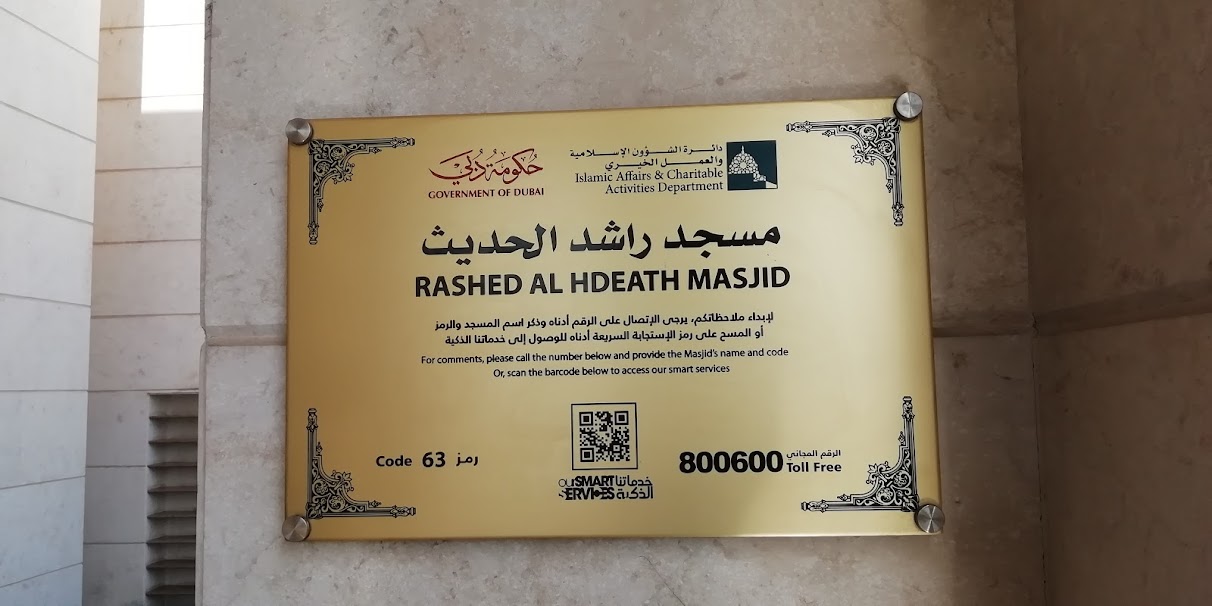 حكومة دبي
GOVERNMENT OF DUBAI
دائرة الشؤون الإسلامية
والعمل الخيري
Islamic Affairs & Charitable
Activities Department
مسجد راشد الحديث
RASHED AL HDEATH MASJID
لإبداء ملاحظاتكم، يرجى الإتصال على الرقم أدناه وذكر اسم المسجد والرمز
أو المسح على رمز الإستجابة السريعة أدناه للوصول إلى خدماتنا الذكية
For comments, please call the number below and provide the Masjid's name and code
Or, scan the barcode below to access our smart services
Code 63 رمز
ourSMART خدماتنا
SERVICES الذكية
800600 الرقم المجاني
Toll Free